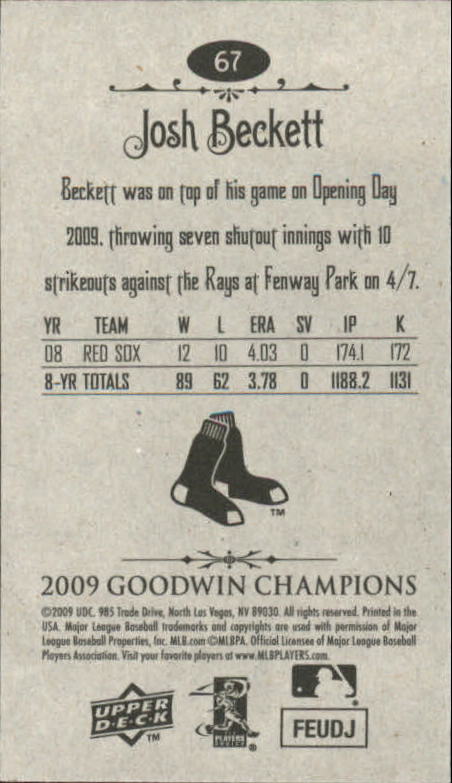 67
Josh Beckett
Beckett was on top of his game on Opening Day
2009, throwing seven shutout innings with 10
strikeouts against the Rays at Fenway Park on 4/7.
YR TEAM W L ERA SV IP K
08 RED SOX 12 10 4.03 0 174.1 172
8-YR TOTALS 89 62 3.78 0 1188.2 1131
TM
2009 GOODWIN CHAMPIONS
©2009 UDC. 985 Trade Drive, North Las Vegas, NV 89030. All rights reserved. Printed in the
USA. Major League Baseball trademarks and copyrights are used with permission of Major
League Baseball Properties, Inc. MLB.com ©MLBPA. Official Licensee of Major League Baseball
Players Association. Visit your favorite players at www.MLBPLAYERS.com.
UPPER
D·E·C·K
TM
PLAYERS
®
FEUDJ